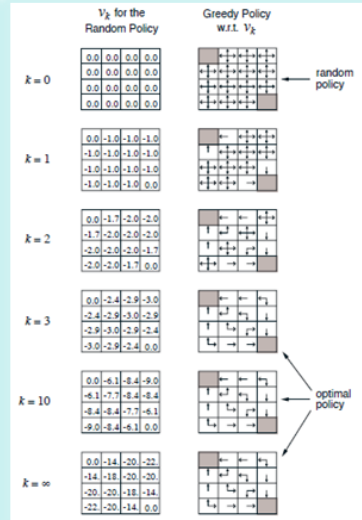 V_k for the Random Policy
Greedy Policy w.r.t. V_k
k = 0
0.0 0.0 0.0 0.0
0.0 0.0 0.0 0.0
0.0 0.0 0.0 0.0
0.0 0.0 0.0 0.0
random policy
k = 1
0.0 -1.0 -1.0 -1.0
-1.0 -1.0 -1.0 -1.0
-1.0 -1.0 -1.0 -1.0
-1.0 -1.0 -1.0 0.0
k = 2
0.0 -1.7 -2.0 -2.0
-1.7 -2.0 -2.0 -2.0
-2.0 -2.0 -2.0 -1.7
-2.0 -2.0 -1.7 0.0
k = 3
0.0 -2.4 -2.9 -3.0
-2.4 -2.9 -3.0 -2.9
-2.9 -3.0 -2.9 -2.4
-3.0 -2.9 -2.4 0.0
k = 10
0.0 -6.1 -8.4 -9.0
-6.1 -7.7 -8.4 -8.4
-8.4 -8.4 -7.7 -6.1
-9.0 -8.4 -6.1 0.0
optimal policy
k = ∞
0.0 -14. -20. -22.
-14. -18. -20. -20.
-20. -20. -18. -14.
-22. -20. -14. 0.0